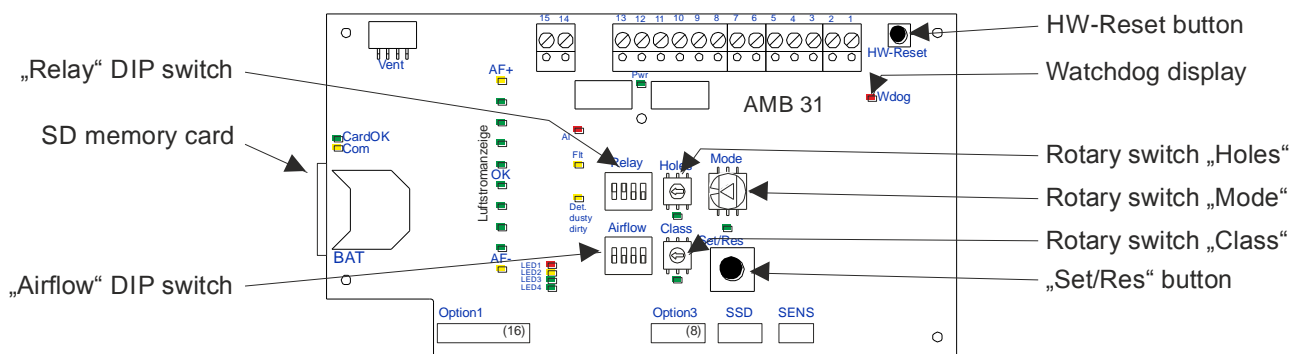 15 14
13 12 11 10 9 8 7 6 5 4 3 2 1
HW-Reset button
HW-Reset
Vent
„Relay“ DIP switch
AF+
Pwr
Watchdog display
Wdog
AMB 31
SD memory card
CardOK
Com
Al
Flt
Relay
Holes
Mode
Rotary switch „Holes“
OK
Luftstromanzeige
Rotary switch „Mode“
Det.
dusty
dirty
Airflow
Class
Set/Res
Rotary switch „Class“
BAT
AF-
LED1
LED2
LED3
LED4
„Airflow“ DIP switch
„Set/Res“ button
Option1
(16)
Option3
(8)
SSD
SENS